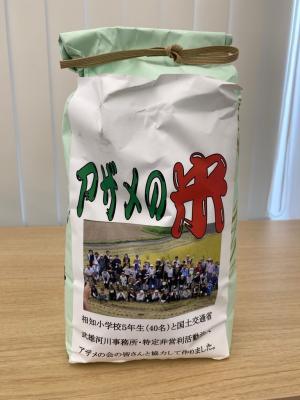 アザメの米
相知小学校5年生(40名)と国土交通省
武雄河川事務所・特定非営利活動法人
アザメの会の皆さんと協力して作りました。